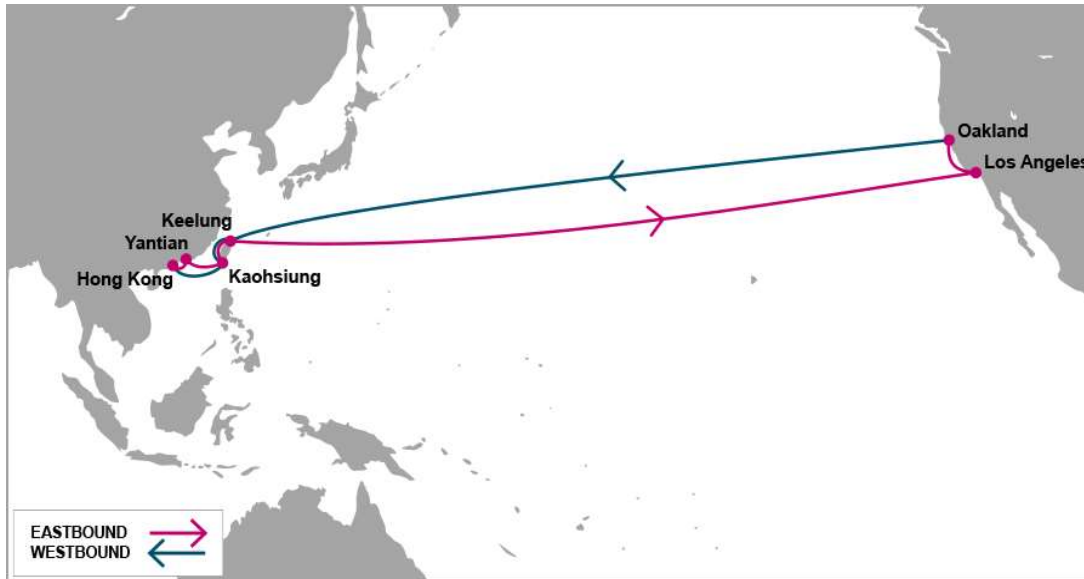 Oakland
Los Angeles
Keelung
Yantian
Hong Kong
Kaohsiung
EASTBOUND
WESTBOUND